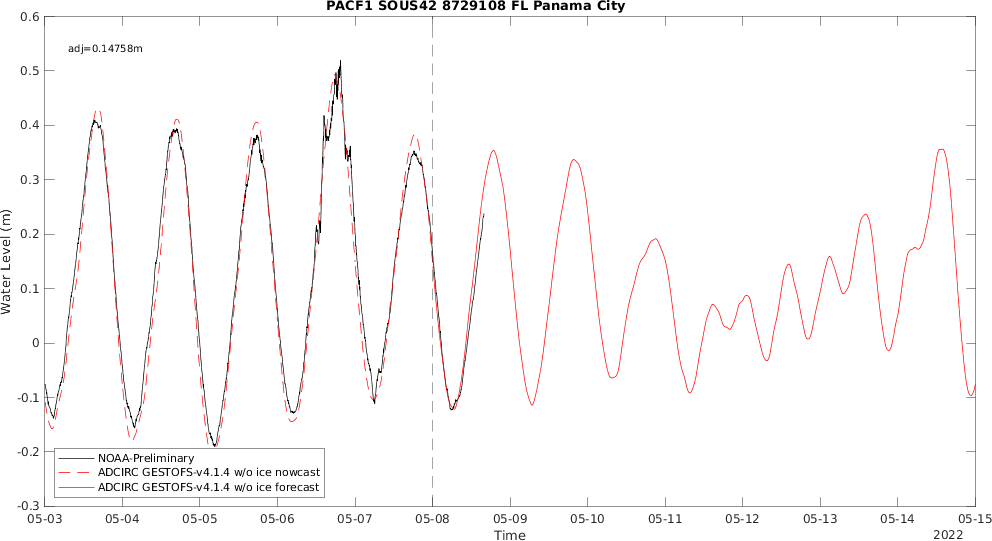 PACF1 SOUS42 8729108 FL Panama City
adj=0.14758m
0.6
0.5
0.4
0.3
0.2
0.1
0
-0.1
-0.2
-0.3
Water Level (m)
NOAA-Preliminary
ADCIRC GESTOFS-v4.1.4 w/o ice nowcast
ADCIRC GESTOFS-v4.1.4 w/o ice forecast
05-03 05-04 05-05 05-06 05-07 05-08 05-09 05-10 05-11 05-12 05-13 05-14 05-15
Time
2022